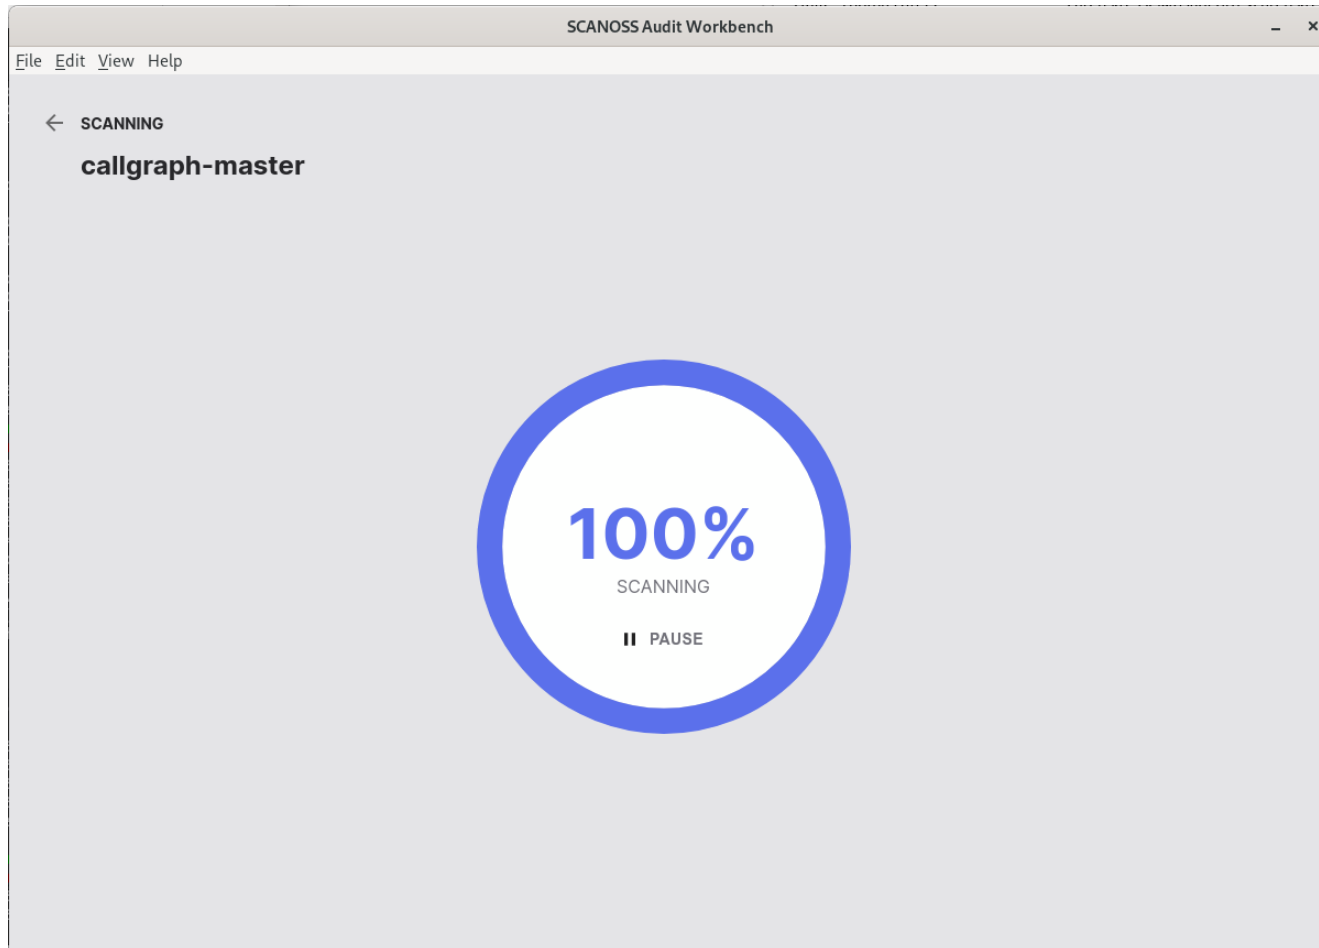 SCANOSS Audit Workbench
File Edit View Help
SCANNING
callgraph-master
100%
SCANNING
PAUSE